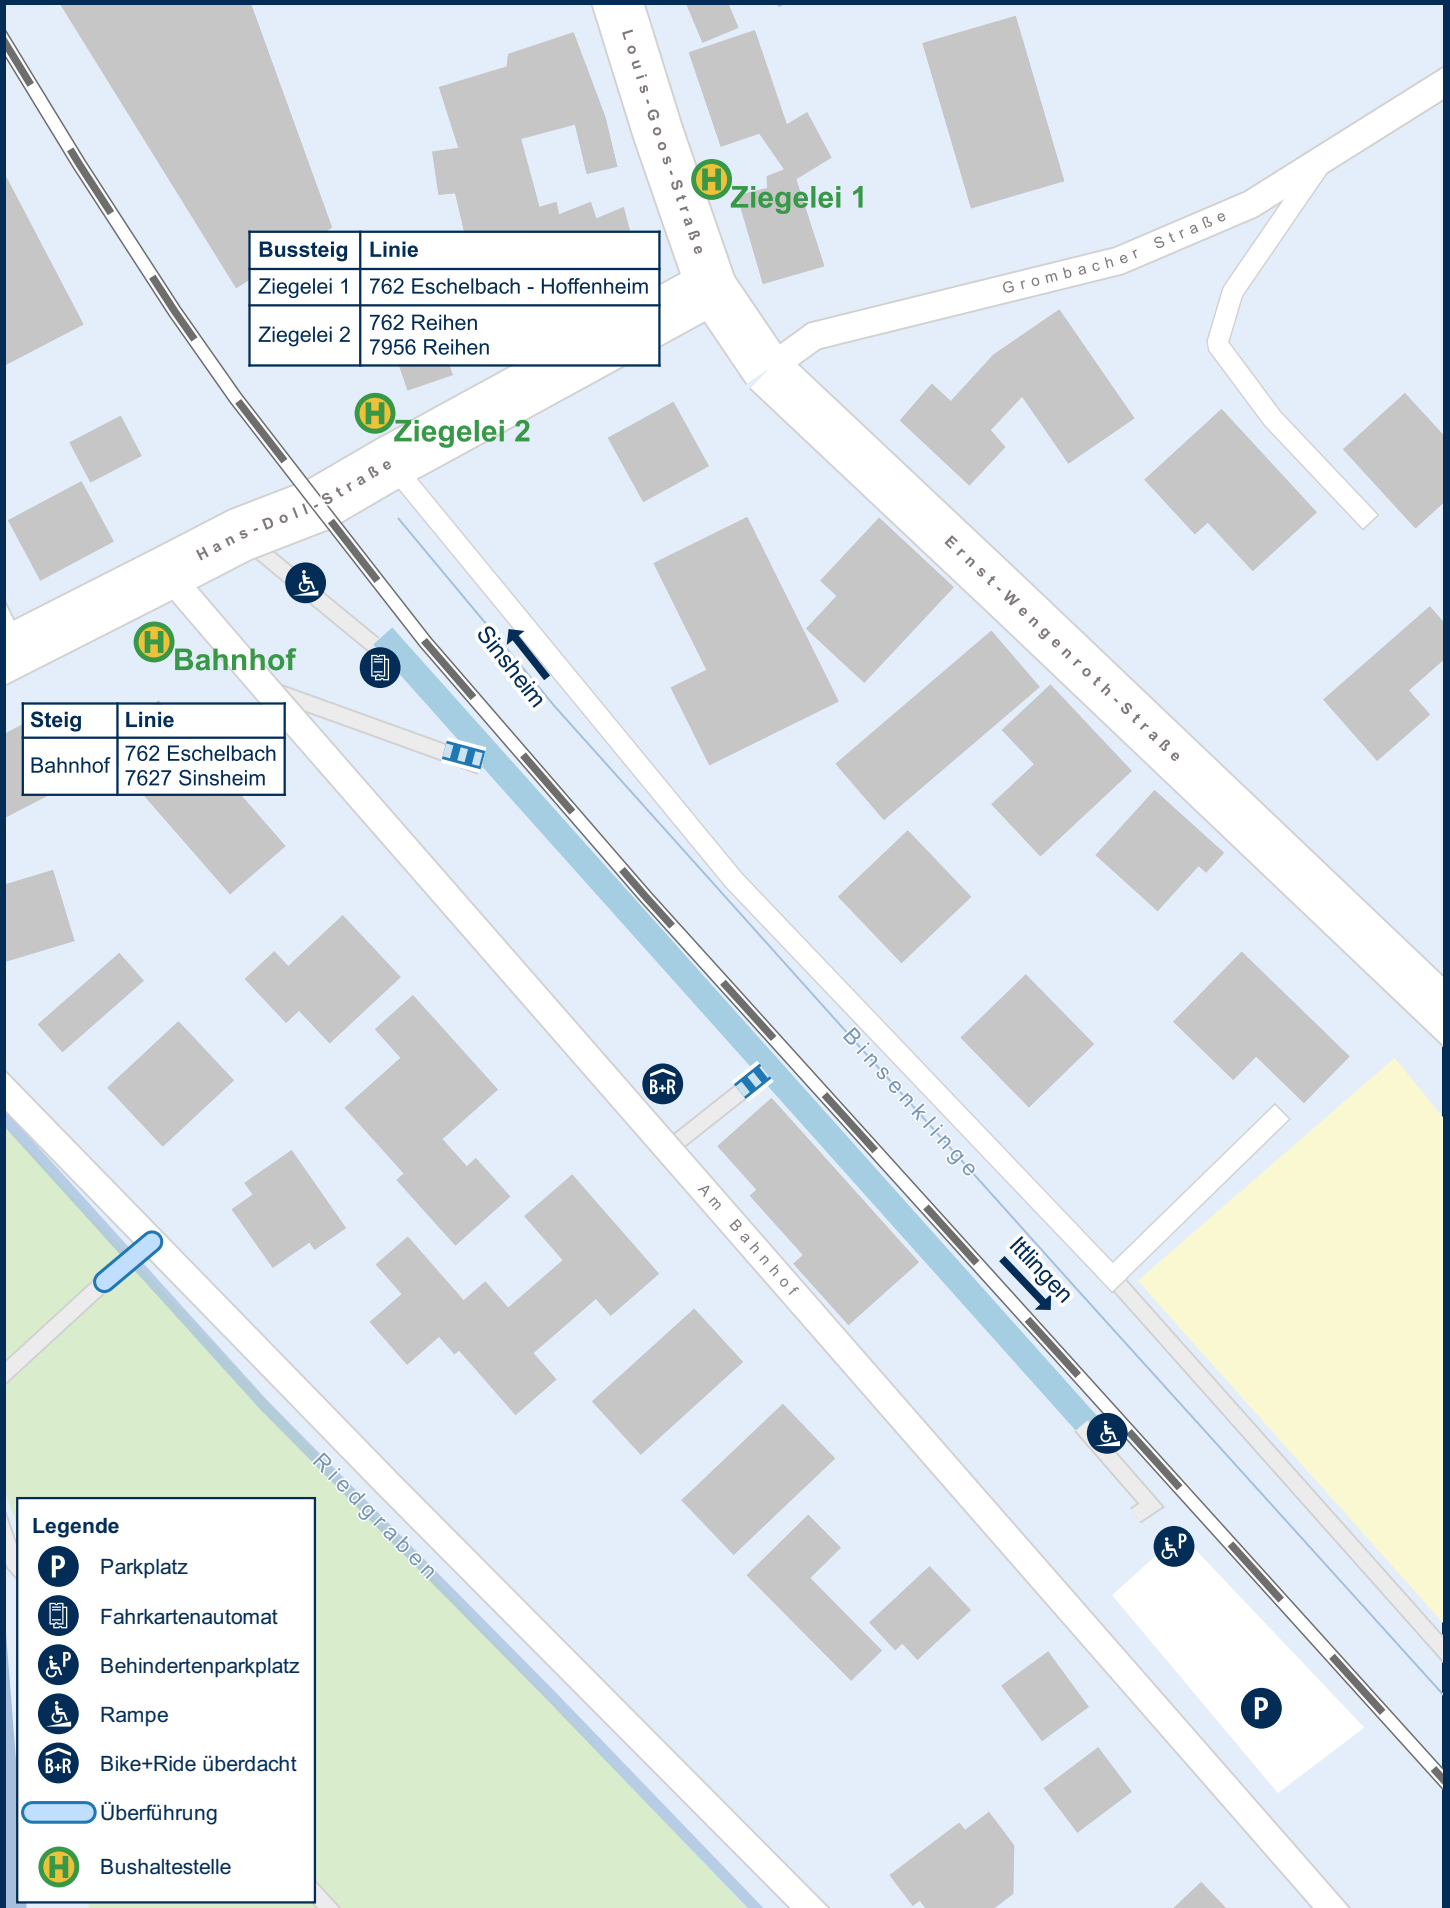 Louis-Goos-Straße
H
Ziegelei 1
Grombacher Straße
Bussteig Linie
Ziegelei 1 762 Eschelbach - Hoffenheim
Ziegelei 2 762 Reihen
7956 Reihen
H
Ziegelei 2
Hans-Doll-Straße
Ernst-Wengenroth-Straße
H
Bahnhof
Sinsheim
Steig Linie
Bahnhof 762 Eschelbach
7627 Sinsheim
Binsenklinge
B+R
Am Bahnhof
Ittlingen
Riedgraben
P
P
Legende
P Parkplatz
Fahrkartenautomat
P Behindertenparkplatz
Rampe
B+R Bike+Ride überdacht
Überführung
H Bushaltestelle